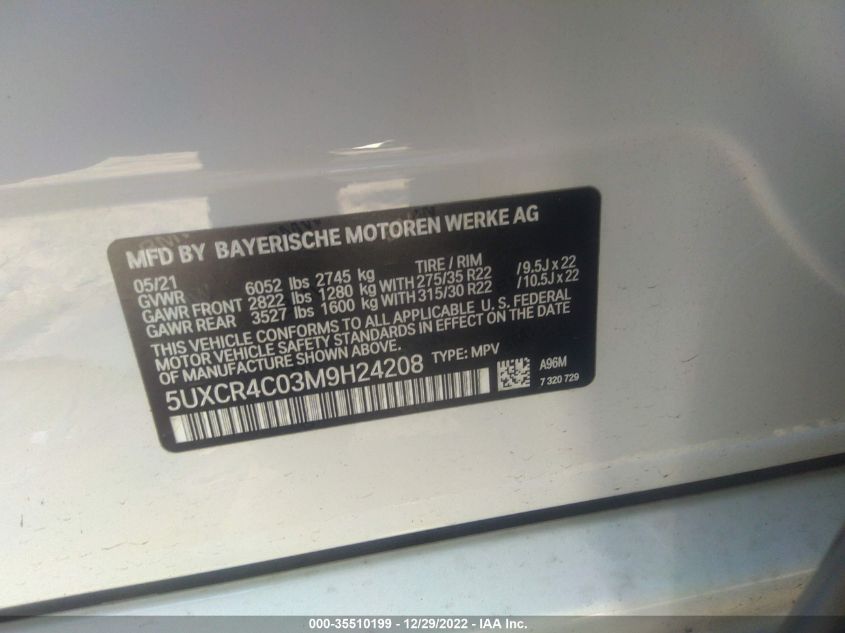 MFD BY BAYERISCHE MOTOREN WERKE AG
05/21 TIRE / RIM
GVWR 6052 lbs 2745 kg
GAWR FRONT 2822 lbs 1280 kg WITH 275/35 R22 /9.5J x 22
GAWR REAR 3527 lbs 1600 kg WITH 315/30 R22 /10.5J x 22
THIS VEHICLE CONFORMS TO ALL APPLICABLE U.S. FEDERAL
MOTOR VEHICLE SAFETY STANDARDS IN EFFECT ON THE DATE
OF MANUFACTURE SHOWN ABOVE.
5UXCR4C03M9H24208 TYPE: MPV A96M
7 320 729
000-35510199 - 12/29/2022 - IAA Inc.